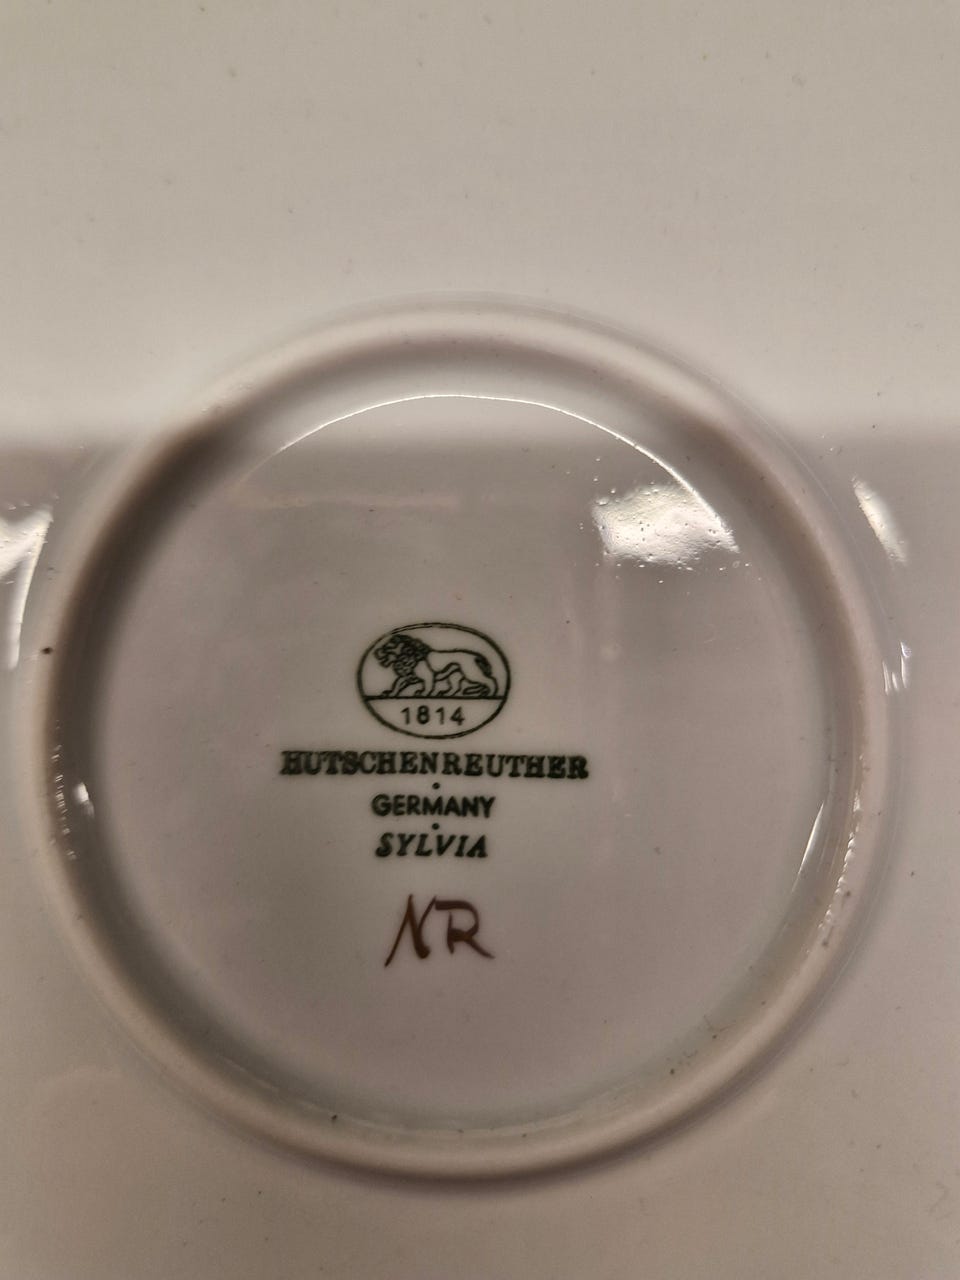 1814
HUTSCHENREUTHER
GERMANY
SYLVIA
NR